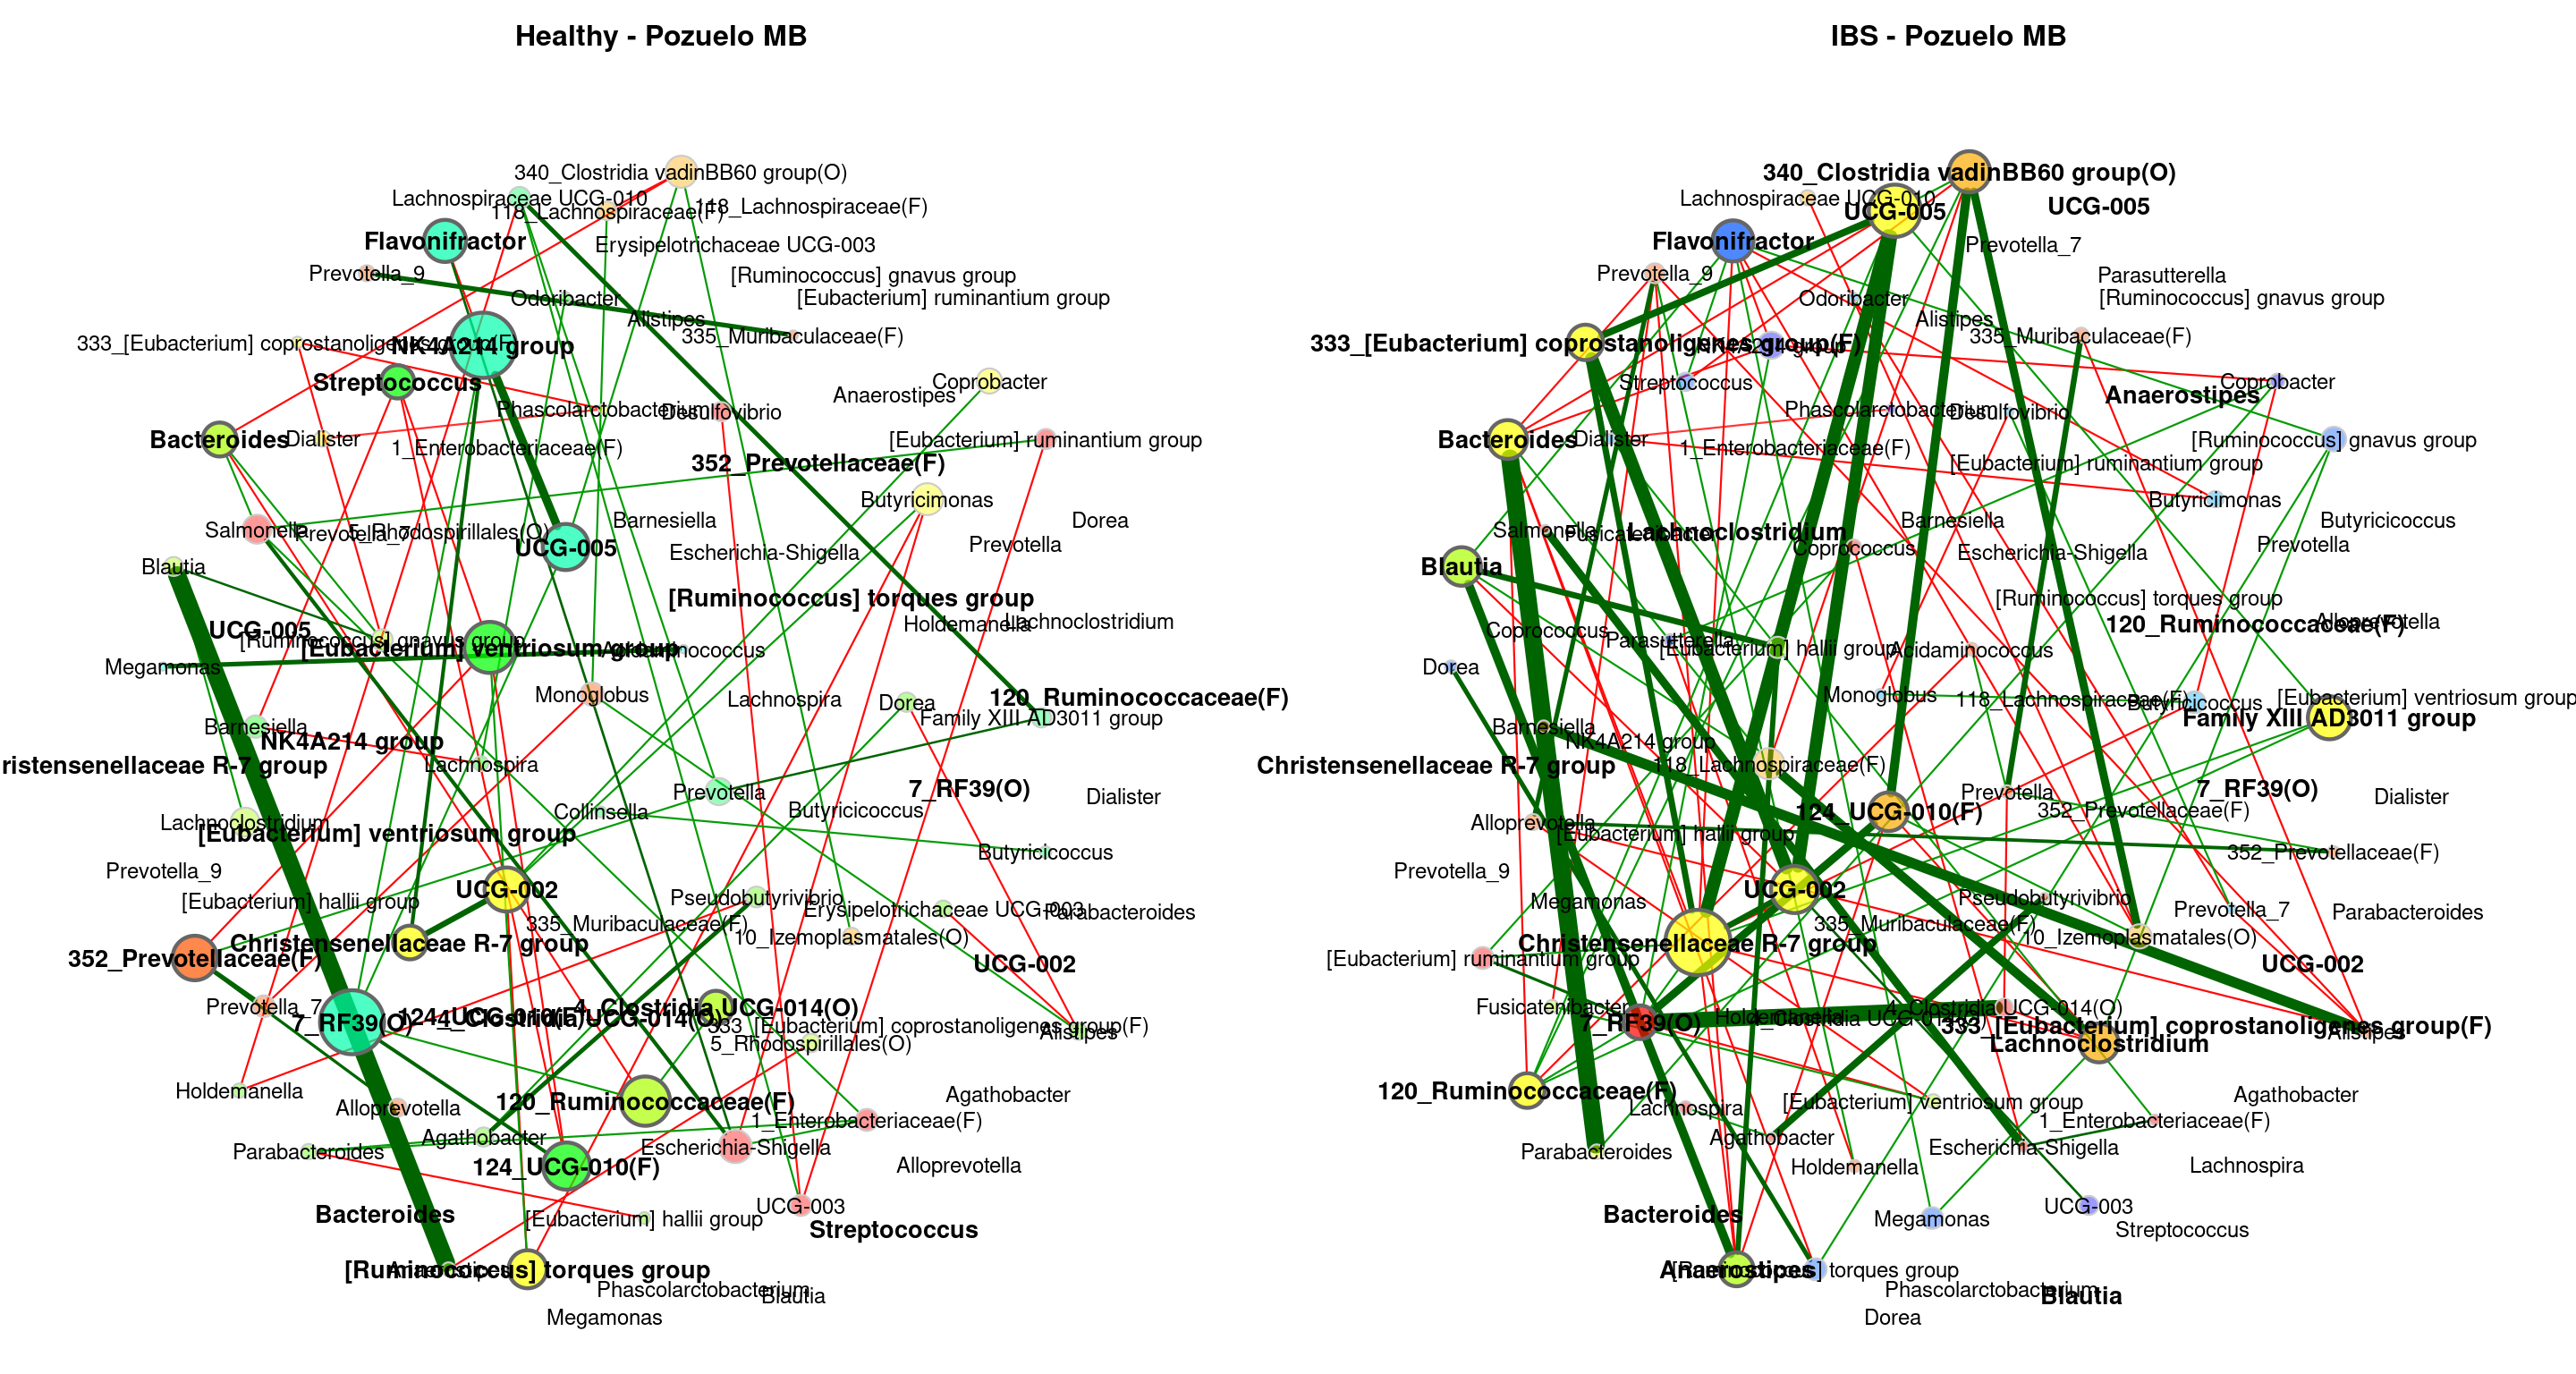 Healthy - Pozuelo MB
340_Clostridia vadinBB60 group(O)
Lachnospiraceae UCG-010
118_Lachnospiraceae(F)
118_Lachnospiraceae(F)
Flavonifractor
Erysipelotrichaceae UCG-003
Prevotella_9
[Ruminococcus] gnavus group
Odoribacter
[Eubacterium] ruminantium group
Alistipes
335_Muribaculaceae(F)
333_[Eubacterium] coprostanoligenes group(F)
NK4A214 group
Streptococcus
Coprobacter
Anaerostipes
Phascolarctobacterium
Desulfovibrio
Bacteroides
Dialister
1_Enterobacteriaceae(F)
[Eubacterium] ruminantium group
352_Prevotellaceae(F)
Butyricimonas
Salmonella
Prevotella_7
5_Rhodospirillales(O)
Barnesiella
Dorea
UCG-005
Escherichia-Shigella
Prevotella
Blautia
[Ruminococcus] torques group
Holdemanella
Lachnoclostridium
UCG-005
[Ruminococcus] gnavus group
[Eubacterium] ventriosum group
Acidaminococcus
Megamonas
Monoglobus
Lachnospira
Dorea
120_Ruminococcaceae(F)
Family XIII AD3011 group
Barnesiella
NK4A214 group
ristensenellaceae R-7 group
Lachnospira
Prevotella
7_RF39(O)
Dialister
Collinsella
Butyricicoccus
Lachnoclostridium
[Eubacterium] ventriosum group
Butyricicoccus
Prevotella_9
UCG-002
[Eubacterium] hallii group
Pseudobutyrivibrio
Erysipelotrichaceae UCG-003
Parabacteroides
335_Muribaculaceae(F)
10_Izemoplasmatales(O)
Christensenellaceae R-7 group
352_Prevotellaceae(F)
UCG-002
Prevotella_7
7_RF39(O)
124_UCG-010(F)
4_Clostridia UCG-014(O)
4_Clostridia UCG-014(O)
333_[Eubacterium] coprostanoligenes group(F)
Alistipes
5_Rhodospirillales(O)
Holdemanella
Alloprevotella
120_Ruminococcaceae(F)
Agathobacter
1_Enterobacteriaceae(F)
Agathobacter
Parabacteroides
Escherichia-Shigella
124_UCG-010(F)
Alloprevotella
UCG-003
Bacteroides
[Eubacterium] hallii group
Streptococcus
Anaerostipes
[Ruminococcus] torques group
Phascolarctobacterium
Blautia
Megamonas
IBS - Pozuelo MB
340_Clostridia vadinBB60 group(O)
Lachnospiraceae UCG-010
UCG-005
UCG-005
Flavonifractor
Prevotella_7
Prevotella_9
Parasutterella
Odoribacter
[Ruminococcus] gnavus group
Alistipes
335_Muribaculaceae(F)
333_[Eubacterium] coprostanoligenes group(F)
NK4A214 group
Streptococcus
Coprobacter
Anaerostipes
Phascolarctobacterium
Desulfovibrio
Bacteroides
Dialister
1_Enterobacteriaceae(F)
[Ruminococcus] gnavus group
[Eubacterium] ruminantium group
Butyricimonas
Salmonella
Fusicatenibacter
Lachnoclostridium
Barnesiella
Butyricicoccus
Coprococcus
Escherichia-Shigella
Prevotella
Blautia
[Ruminococcus] torques group
120_Ruminococcaceae(F)
Alloprevotella
Coprococcus
Parasutterella
[Eubacterium] hallii group
Acidaminococcus
Dorea
Monoglobus
118_Lachnospiraceae(F)
Butyricicoccus
[Eubacterium] ventriosum group
Family XIII AD3011 group
Barnesiella
NK4A214 group
Christensenellaceae R-7 group
118_Lachnospiraceae(F)
Prevotella
7_RF39(O)
Dialister
124_UCG-010(F)
352_Prevotellaceae(F)
Alloprevotella
[Eubacterium] hallii group
352_Prevotellaceae(F)
Prevotella_9
UCG-002
Megamonas
Pseudobutyrivibrio
Prevotella_7
Parabacteroides
335_Muribaculaceae(F)
10_Izemoplasmatales(O)
Christensenellaceae R-7 group
[Eubacterium] ruminantium group
UCG-002
Fusicatenibacter
7_RF39(O)
Holdemanella
4_Clostridia UCG-014(O)
4_Clostridia UCG-014(O)
333_[Eubacterium] coprostanoligenes group(F)
Alistipes
Lachnoclostridium
120_Ruminococcaceae(F)
Lachnospira
[Eubacterium] ventriosum group
Agathobacter
1_Enterobacteriaceae(F)
Agathobacter
Parabacteroides
Escherichia-Shigella
Holdemanella
Lachnospira
UCG-003
Bacteroides
Megamonas
Streptococcus
Anaerostipes
[Ruminococcus] torques group
Phascolarctobacterium
Blautia
Dorea